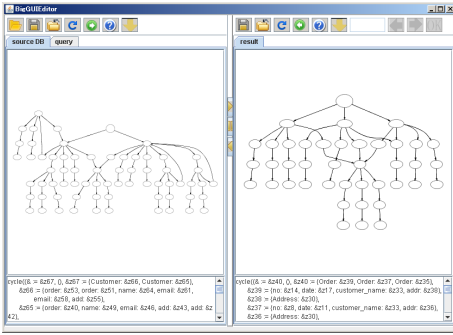 BigGUIEditor
source DB query
result
cycle((& := &z67, (), &z67 := {Customer: &z66, Customer: &z65},
&z66 := {order: &z53, order: &z51, name: &z64, email: &z61,
email: &z58, add: &z55},
&z65 := {order: &z40, name: &z49, email: &z46, add: &z43, add: &z
42},
cycle((& := &z40, (), &z40 := {Order: &z39, Order: &z37, Order: &z35},
&z39 := {no: &z14, date: &z17, customer_name: &z33, addr: &z38},
&z38 := {Address: &z30},
&z37 := {no: &z8, date: &z11, customer_name: &z33, addr: &z36},
&z36 := {Address: &z30},